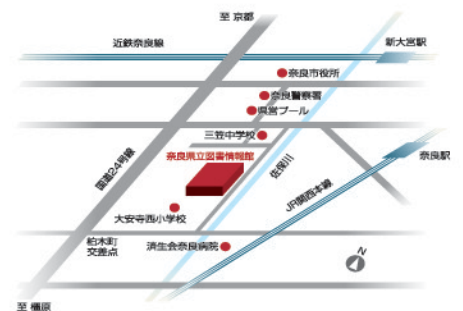 至 京都
近鉄奈良線
新大宮駅
奈良市役所
奈良警察署
県営プール
三笠中学校
奈良県立図書情報館
佐保川
奈良駅
国道24号線
JR関西本線
大安寺西小学校
柏木町
交差点
済生会奈良病院
N
至 橿原